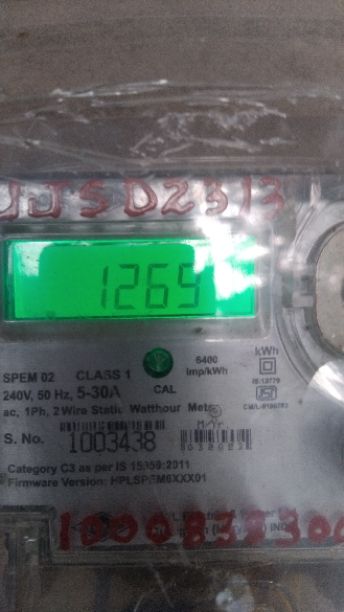 JJSD2313
1269
SPEM 02 CLASS 1 6400 kWh
240V, 50 Hz, 5-30A CAL imp/kWh
ac, 1Ph, 2 Wire Static Watthour Meter
S. No. 1003438
Category C3 as per IS 15959:2011
Firmware Version: HPLSPEM6XXX01